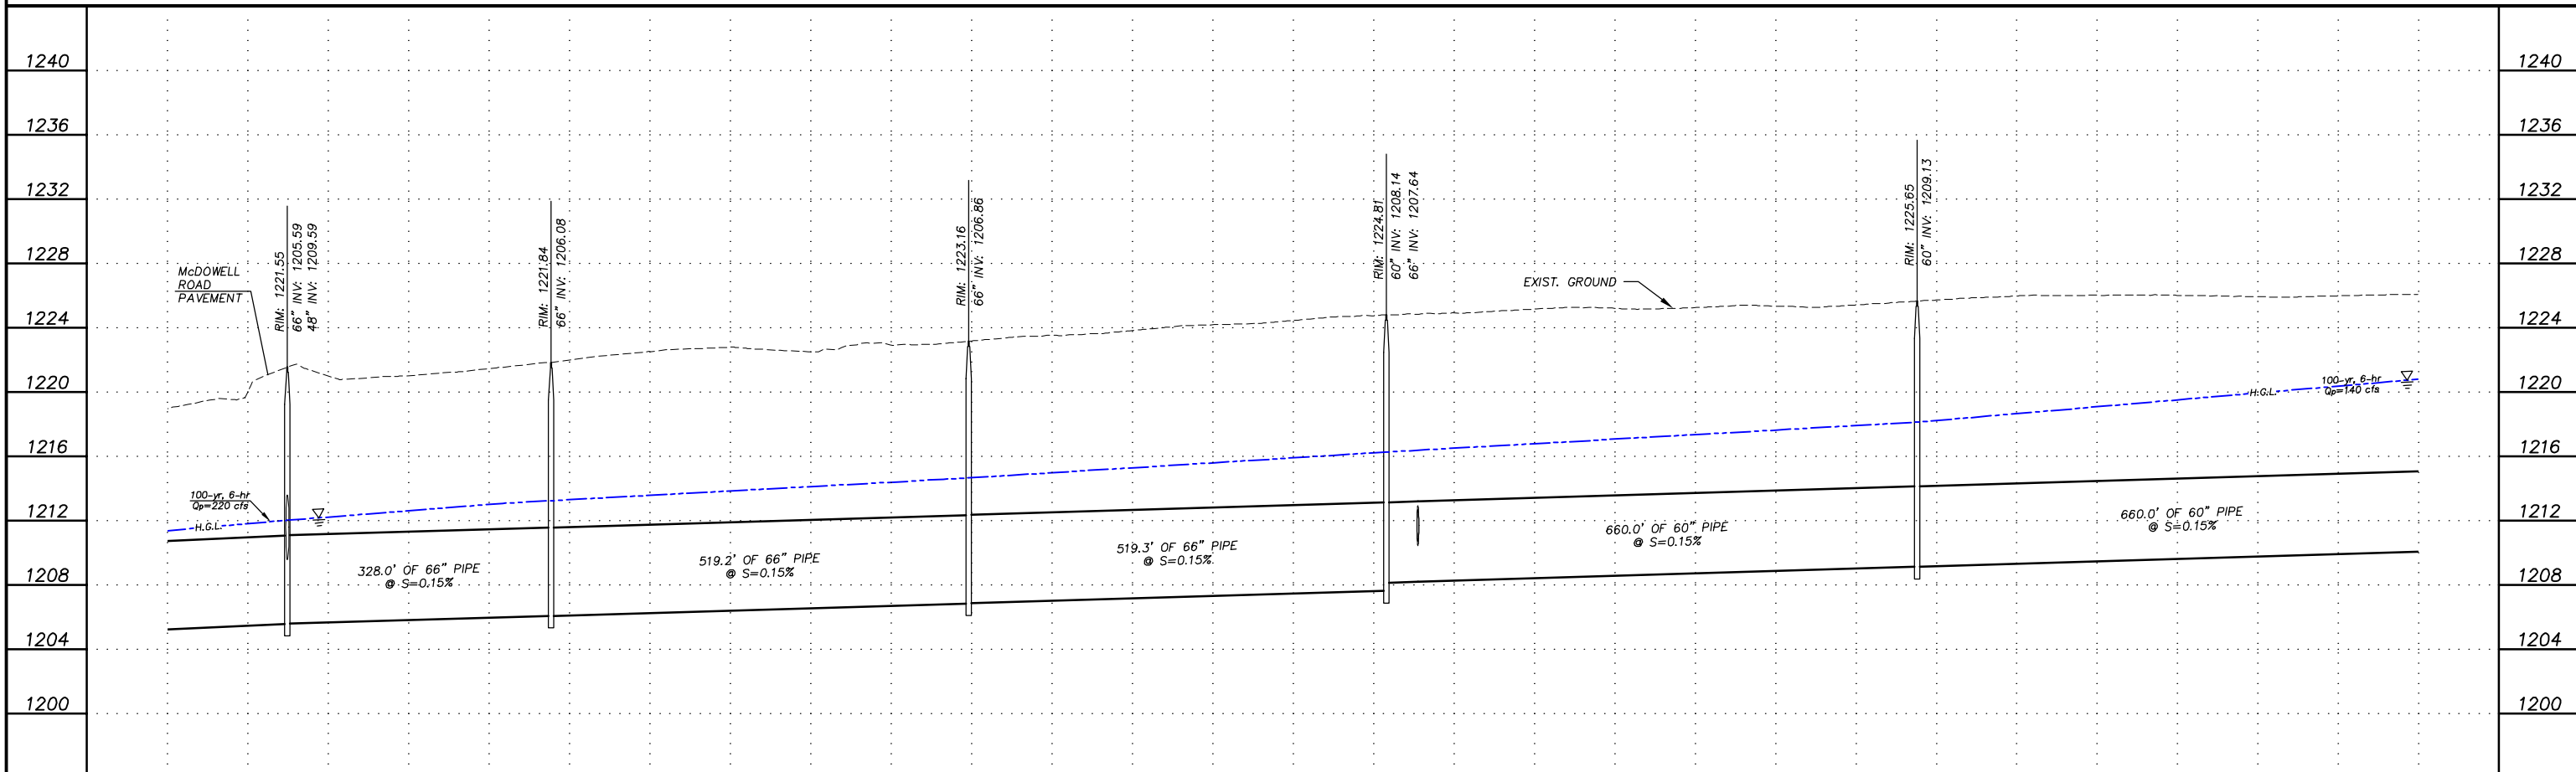 1240
1236
1232
1228
1224
1220
1216
1212
1208
1204
1200
McDOWELL
ROAD
PAVEMENT
RIM: 1221.55
66" INV: 1205.59
48" INV: 1209.59
RIM: 1221.84
66" INV: 1206.08
RIM: 1223.16
66" INV: 1206.86
RIM: 1224.81
60" INV: 1208.14
66" INV: 1207.64
EXIST. GROUND
RIM: 1225.65
60" INV: 1209.13
100-yr, 6-hr
Qp=220 cfs
H.G.L.
328.0' OF 66" PIPE
@ S=0.15%
519.2' OF 66" PIPE
@ S=0.15%
519.3' OF 66" PIPE
@ S=0.15%
660.0' OF 60" PIPE
@ S=0.15%
660.0' OF 60" PIPE
@ S=0.15%
H.G.L.
100-yr, 6-hr
Qp=140 cfs
1240
1236
1232
1228
1224
1220
1216
1212
1208
1204
1200